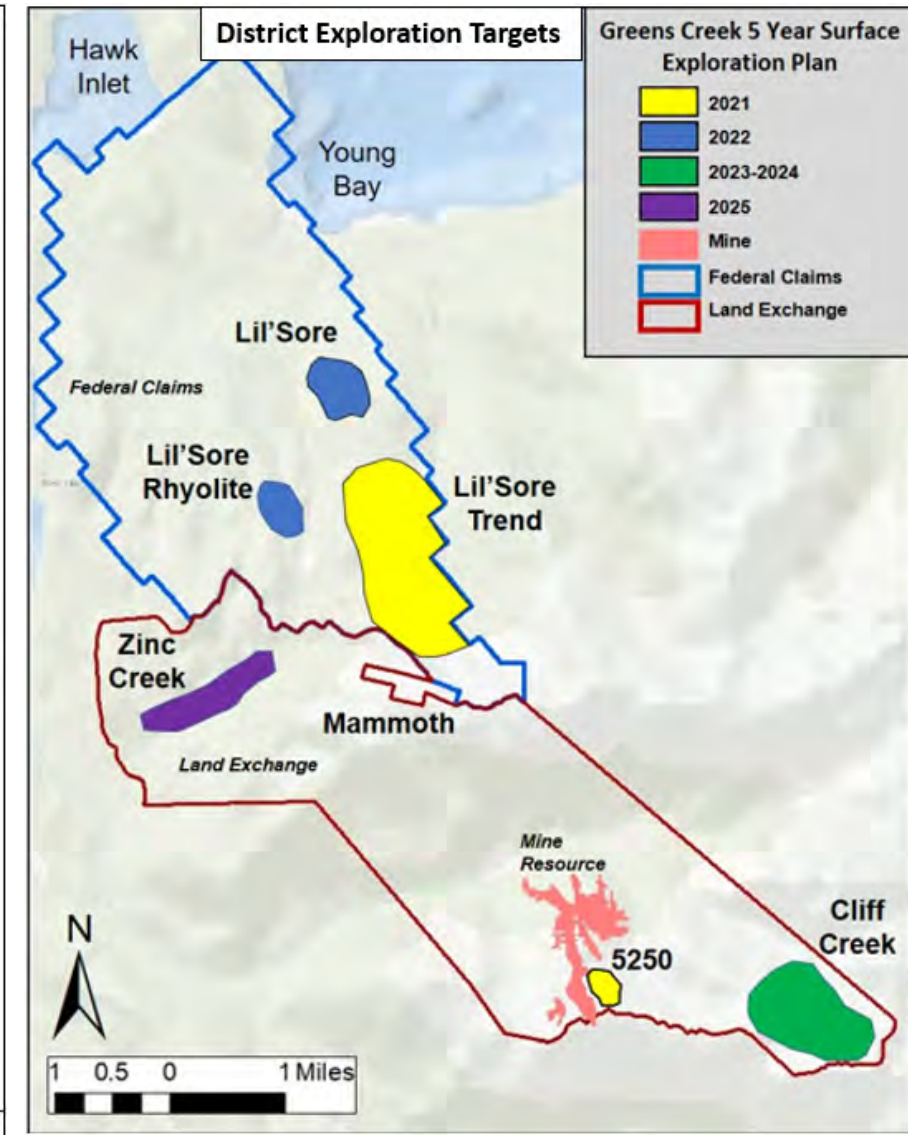 District Exploration Targets
Greens Creek 5 Year Surface
Exploration Plan
2021
2022
2023-2024
2025
Mine
Federal Claims
Land Exchange
Hawk
Inlet
Young
Bay
Lil'Sore
Federal Claims
Lil'Sore
Rhyolite
Lil'Sore
Trend
Zinc
Creek
Mammoth
Land Exchange
Mine
Resource
5250
Cliff
Creek
N
1 0.5 0 1 Miles